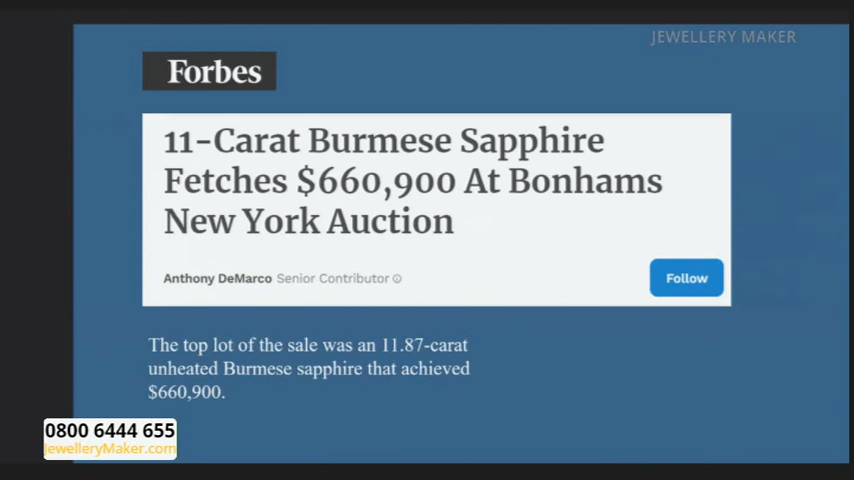 JEWELLERY MAKER
Forbes
11-Carat Burmese Sapphire
Fetches $660,900 At Bonhams
New York Auction
Anthony DeMarco Senior Contributor
Follow
The top lot of the sale was an 11.87-carat
unheated Burmese sapphire that achieved
$660,900.
0800 6444 655
JewelleryMaker.com